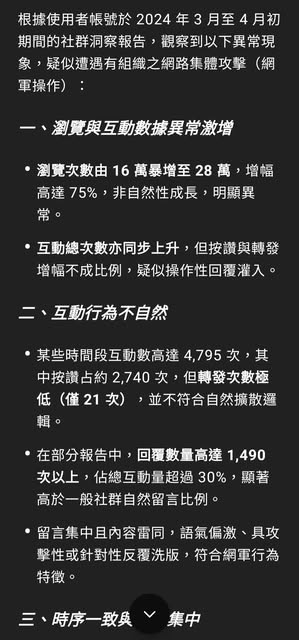 根據使用者帳號於 2024 年 3 月至 4 月初
期間的社群洞察報告，觀察到以下異常現
象，疑似遭遇有組織之網路集體攻擊（網
軍操作）：
一、瀏覽與互動數據異常激增
• 瀏覽次數由 16 萬暴增至 28 萬，增幅
高達 75%，非自然性成長，明顯異
常。
• 互動總次數亦同步上升，但按讚與轉發
增幅不成比例，疑似操作性回覆灌入。
二、互動行為不自然
• 某些時間段互動數高達 4,795 次，其
中按讚占約 2,740 次，但轉發次數極
低（僅 21 次），並不符合自然擴散邏
輯。
• 在部分報告中，回覆數量高達 1,490
次以上，佔總互動量超過 30%，顯著
高於一般社群自然留言比例。
• 留言集中且內容雷同，語氣偏激、具攻
擊性或針對性反覆洗版，符合網軍行為
特徵。
三、時序一致與集中